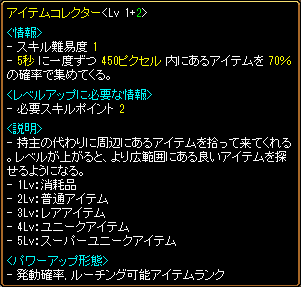 アイテムコレクター<Lv 1+2>
<情報>
- スキル難易度 1
- 5秒 に一度ずつ 450ピクセル 内にあるアイテムを 70%
の確率で集めてくる。
<レベルアップに必要な情報>
- 必要スキルポイント 2
<説明>
- 持主の代わりに周辺にあるアイテムを拾って来てくれ
る。レベルが上がると、より広範囲にある良いアイテムを探
せるようになる。
- 1Lv:消耗品
- 2Lv:普通アイテム
- 3Lv:レアアイテム
- 4Lv:ユニークアイテム
- 5Lv:スーパーユニークアイテム
<パワーアップ形態>
- 発動確率, ルーチング可能アイテムランク